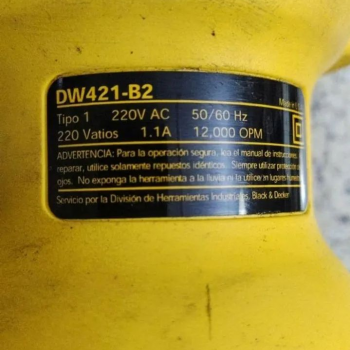 DW421-B2
Tipo 1 220V AC 50/60 Hz
220 Vatios 1.1A 12,000 OPM
ADVERTENCIA: Para la operación segura, lea el manual de instrucciones.
reparar, utilice solamente repuestos idénticos. Siempre utilizar protección
ojos. No exponga la herramienta a la lluvia ni la utilice en lugares
Servicio por la División de Herramientas Industriales, Black & Decker